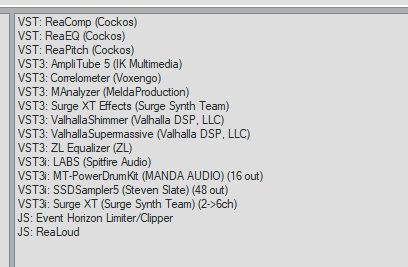 VST: ReaComp (Cockos)
VST: ReaEQ (Cockos)
VST: ReaPitch (Cockos)
VST3: AmpliTube 5 (IK Multimedia)
VST3: Correlometer (Voxengo)
VST3: MAnalyzer (MeldaProduction)
VST3: Surge XT Effects (Surge Synth Team)
VST3: ValhallaShimmer (Valhalla DSP, LLC)
VST3: ValhallaSupermassive (Valhalla DSP, LLC)
VST3: ZL Equalizer (ZL)
VST3i: LABS (Spitfire Audio)
VST3i: MT-PowerDrumKit (MANDA AUDIO) (16 out)
VST3i: SSDSampler5 (Steven Slate) (48 out)
VST3i: Surge XT (Surge Synth Team) (2->6ch)
JS: Event Horizon Limiter/Clipper
JS: ReaLoud